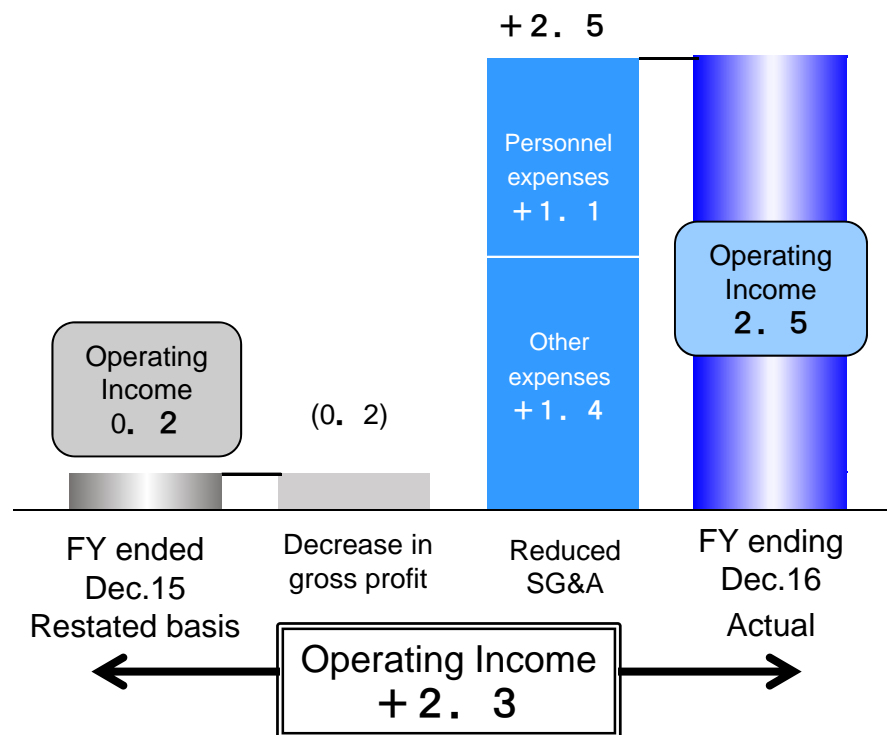 +2. 5
Personnel
expenses
+1. 1
Other
expenses
+1. 4
Operating
Income
2. 5
Operating
Income
0. 2
(0. 2)
FY ended
Dec.15
Restated basis
Decrease in
gross profit
Reduced
SG&A
FY ending
Dec.16
Actual
Operating Income
+2. 3